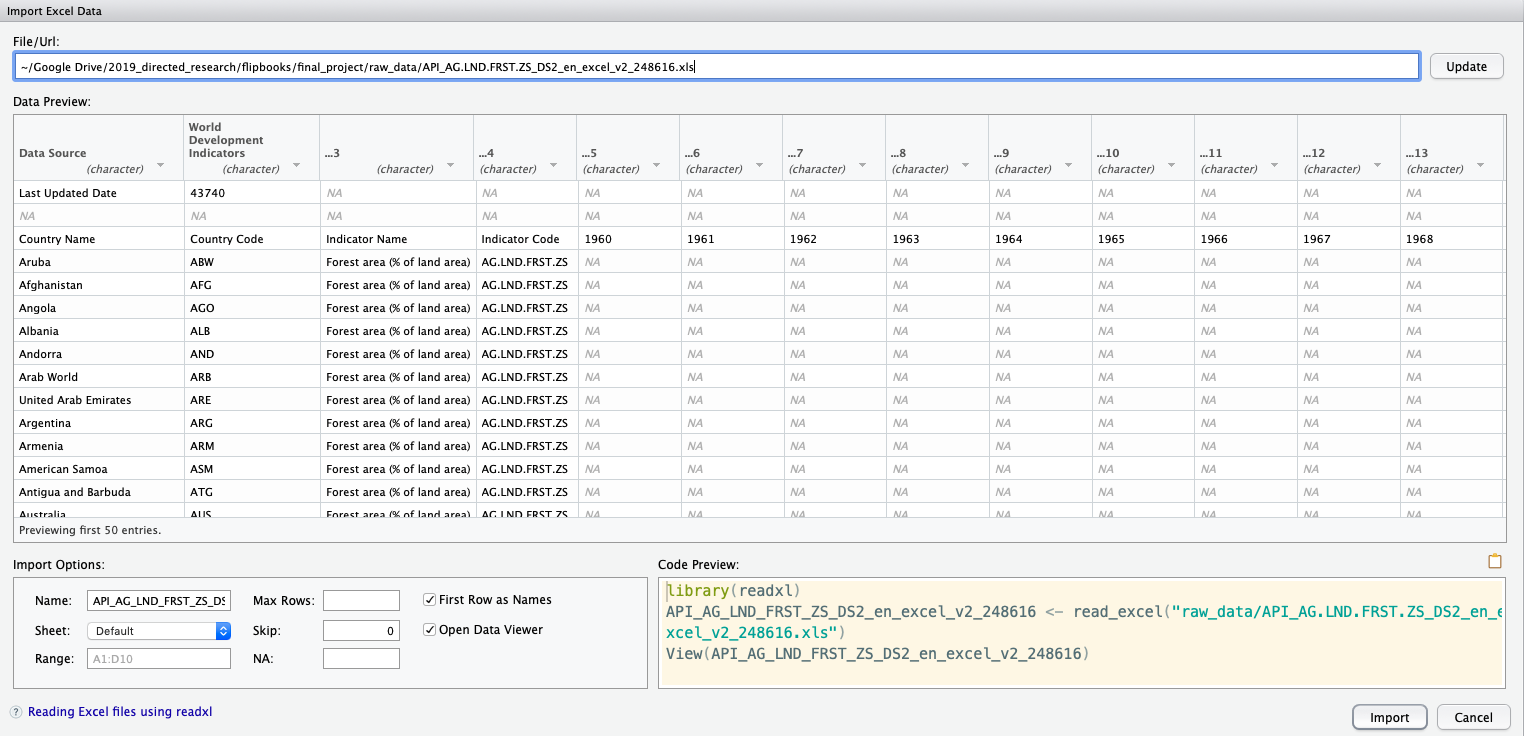 Import Excel Data
File/Url:
~/Google Drive/2019_directed_research/flipbooks/final_project/raw_data/API_AG.LND.FRST.ZS_DS2_en_excel_v2_248616.xls
Update
Data Preview:
Data Source (character) World Development Indicators (character) ...3 (character) ...4 (character) ...5 (character) ...6 (character) ...7 (character) ...8 (character) ...9 (character) ...10 (character) ...11 (character) ...12 (character) ...13 (character)
Last Updated Date 43740 NA NA NA NA NA NA NA NA NA NA NA
NA NA NA NA NA NA NA NA NA NA NA NA NA
Country Name Country Code Indicator Name Indicator Code 1960 1961 1962 1963 1964 1965 1966 1967 1968
Aruba ABW Forest area (% of land area) AG.LND.FRST.ZS NA NA NA NA NA NA NA NA NA
Afghanistan AFG Forest area (% of land area) AG.LND.FRST.ZS NA NA NA NA NA NA NA NA NA
Angola AGO Forest area (% of land area) AG.LND.FRST.ZS NA NA NA NA NA NA NA NA NA
Albania ALB Forest area (% of land area) AG.LND.FRST.ZS NA NA NA NA NA NA NA NA NA
Andorra AND Forest area (% of land area) AG.LND.FRST.ZS NA NA NA NA NA NA NA NA NA
Arab World ARB Forest area (% of land area) AG.LND.FRST.ZS NA NA NA NA NA NA NA NA NA
United Arab Emirates ARE Forest area (% of land area) AG.LND.FRST.ZS NA NA NA NA NA NA NA NA NA
Argentina ARG Forest area (% of land area) AG.LND.FRST.ZS NA NA NA NA NA NA NA NA NA
Armenia ARM Forest area (% of land area) AG.LND.FRST.ZS NA NA NA NA NA NA NA NA NA
American Samoa ASM Forest area (% of land area) AG.LND.FRST.ZS NA NA NA NA NA NA NA NA NA
Antigua and Barbuda ATG Forest area (% of land area) AG.LND.FRST.ZS NA NA NA NA NA NA NA NA NA
Australia AUS Forest area (% of land area) AG.LND.FRST.ZS NA NA NA NA NA NA NA NA NA
Previewing first 50 entries.
Import Options:
Name: API_AG_LND_FRST_ZS_DS Max Rows: First Row as Names
Sheet: Default Skip: 0 Open Data Viewer
Range: A1:D10 NA:
Code Preview:
library(readxl)
API_AG_LND_FRST_ZS_DS2_en_excel_v2_248616 <- read_excel("raw_data/API_AG.LND.FRST.ZS_DS2_en_e
xcel_v2_248616.xls")
View(API_AG_LND_FRST_ZS_DS2_en_excel_v2_248616)
? Reading Excel files using readxl
Import Cancel